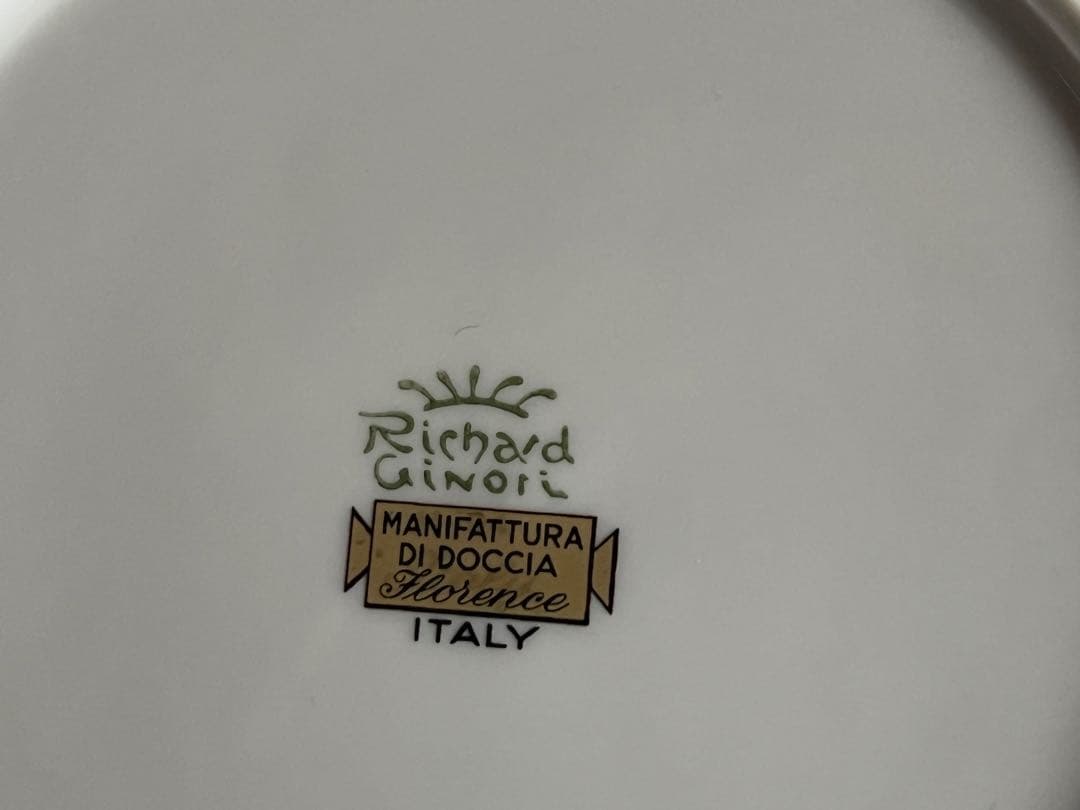 Richard
GINORI
MANIFATTURA
DI DOCCIA
Florence
ITALY